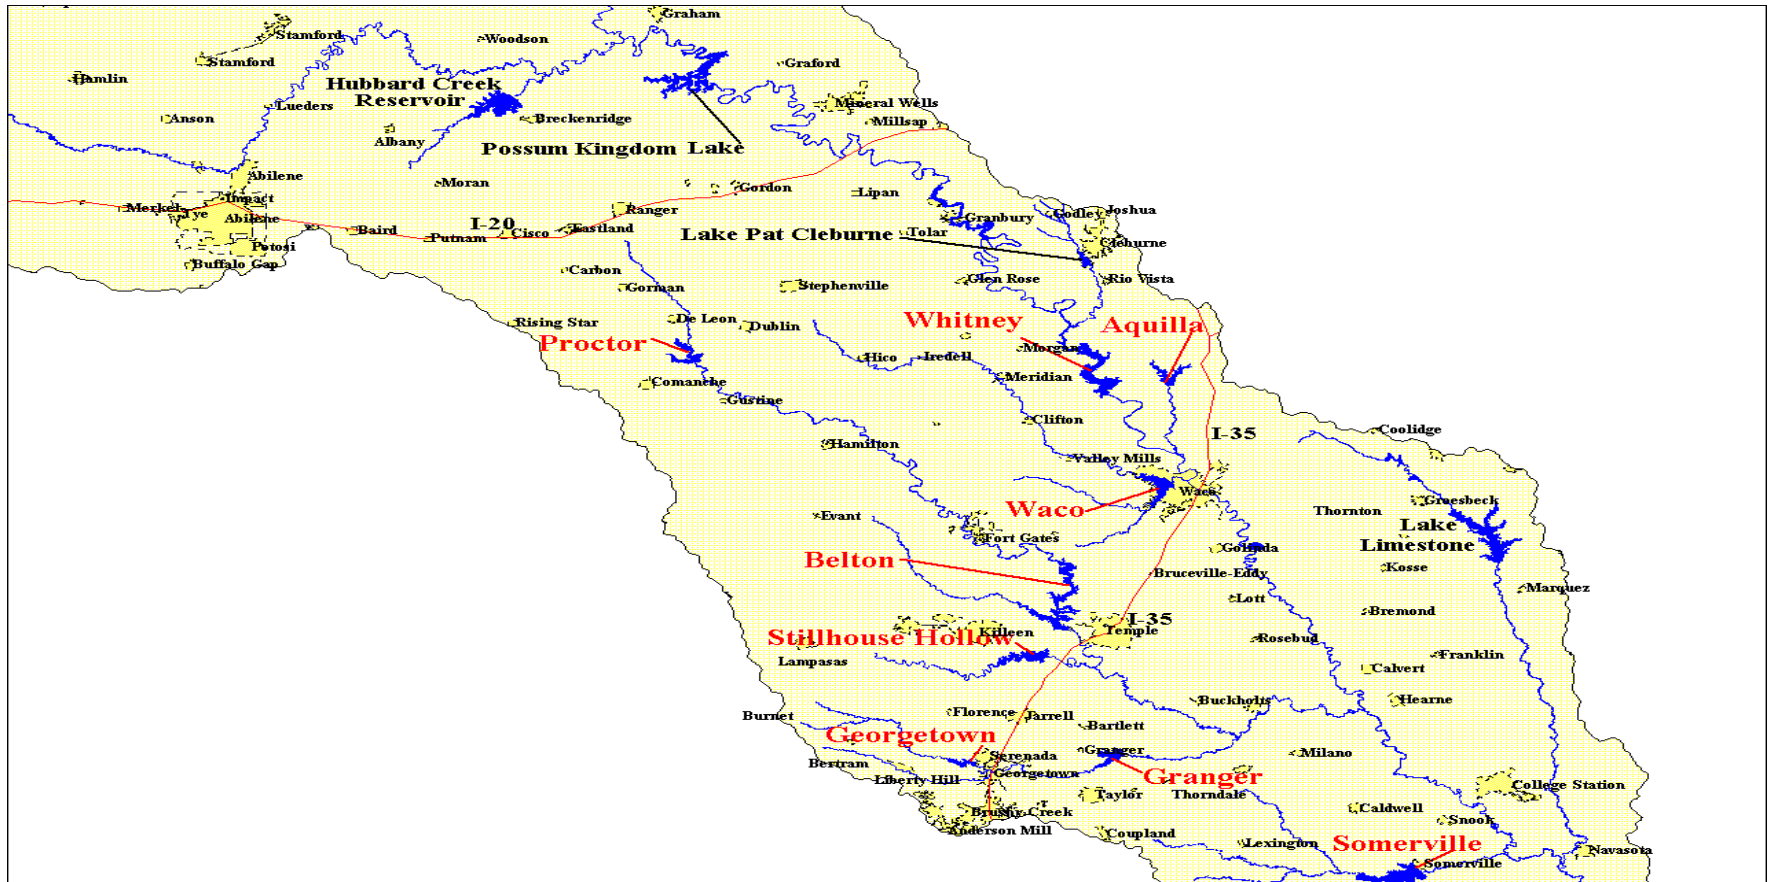 Graham
Stamford
Woodson
Stamford
Graford
Hamlin
Hubbard Creek
Reservoir
Lueders
Mineral Wells
Anson
Breckenridge
Millsap
Albany
Possum Kingdom Lake
Abilene
Moran
Gordon
Lipan
Impact
Merkel
Tye
Abilene
Ranger
Granbury
Godley
Joshua
I-20
Baird
Putnam
Cisco
Eastland
Lake Pat Cleburne
Tolar
Cleburne
Potosi
Buffalo Gap
Carbon
Glen Rose
Rio Vista
Gorman
Stephenville
Rising Star
De Leon
Dublin
Whitney
Aquilla
Proctor
Hico
Iredell
Morgan
Comanche
Meridian
Gustine
Clifton
Coolidge
I-35
Hamilton
Valley Mills
Waco
Groesbeck
Waco
Thornton
Evant
Lake
Limestone
Fort Gates
Golinda
Belton
Bruceville-Eddy
Kosse
Marquez
Lott
Bremond
I-35
Stillhouse Hollow
Killeen
Temple
Rosebud
Lampasas
Franklin
Calvert
Buckholts
Hearne
Burnet
Florence
Jarrell
Bartlett
Georgetown
Serenada
Granger
Milano
Bertram
Liberty Hill
Georgetown
Granger
College Station
Taylor
Thorndale
Caldwell
Brushy Creek
Snook
Anderson Mill
Coupland
Lexington
Somerville
Navasota
Somerville